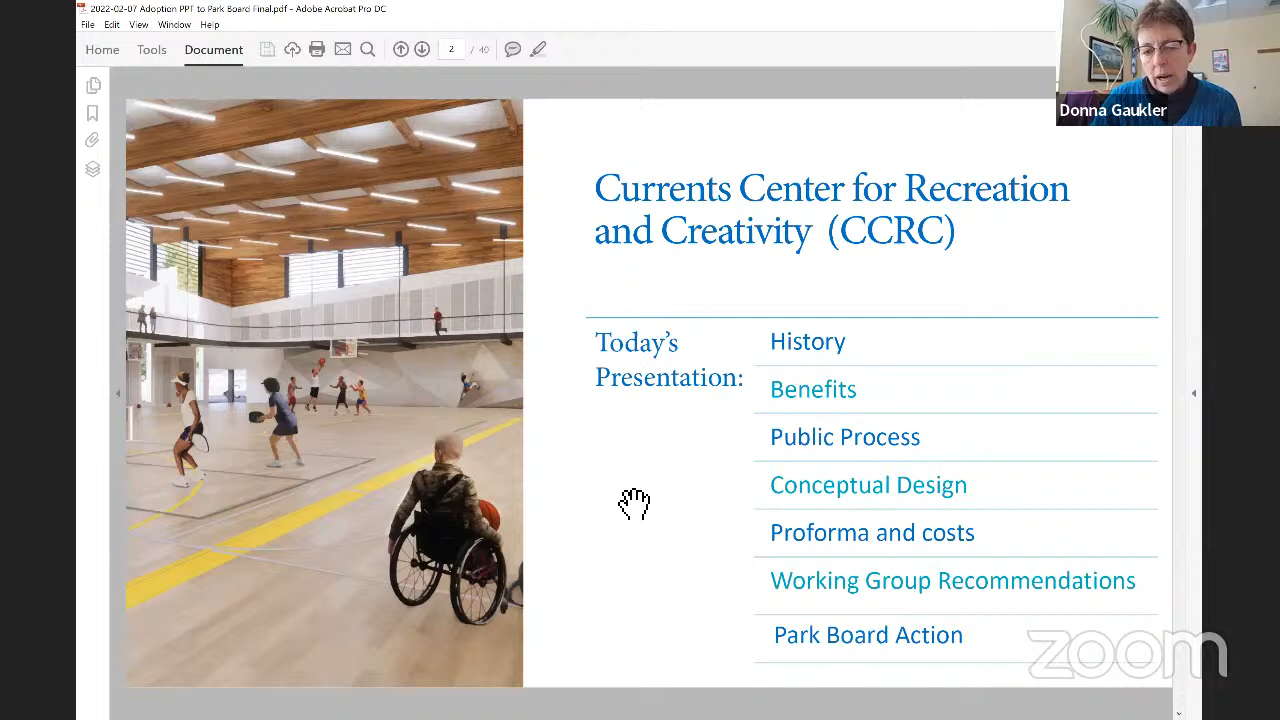 2022-02-07 Adoption PPT to Park Board Final.pdf - Adobe Acrobat Pro DC
File Edit View Window Help
Home Tools Document 2 / 40
Donna Gaukler
Currents Center for Recreation
and Creativity (CCRC)
Today's
Presentation:
History
Benefits
Public Process
Conceptual Design
Proforma and costs
Working Group Recommendations
Park Board Action
zoom